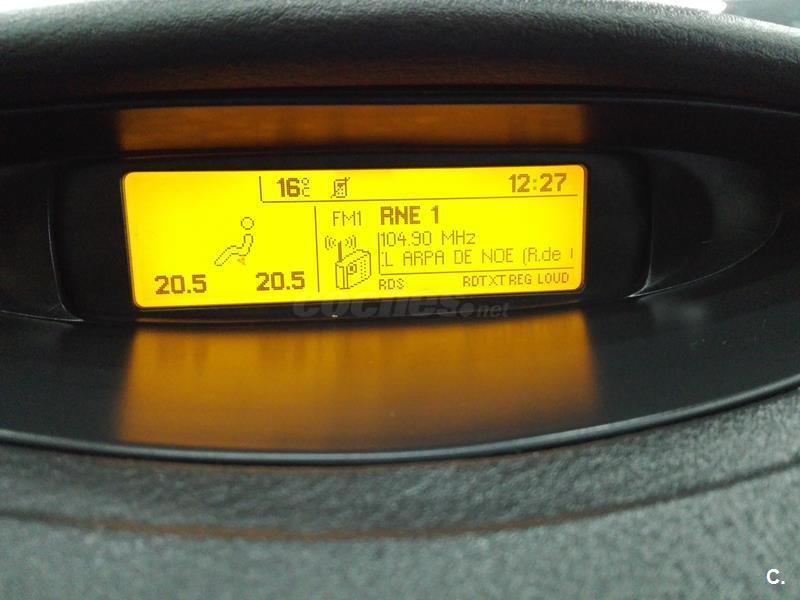 16°C 12:27
FM1 RNE 1
104.90 MHz
:L ARPA DE NOE (R.de
20.5 20.5
RDS RDTXT REG LOUD
coches.net
C.